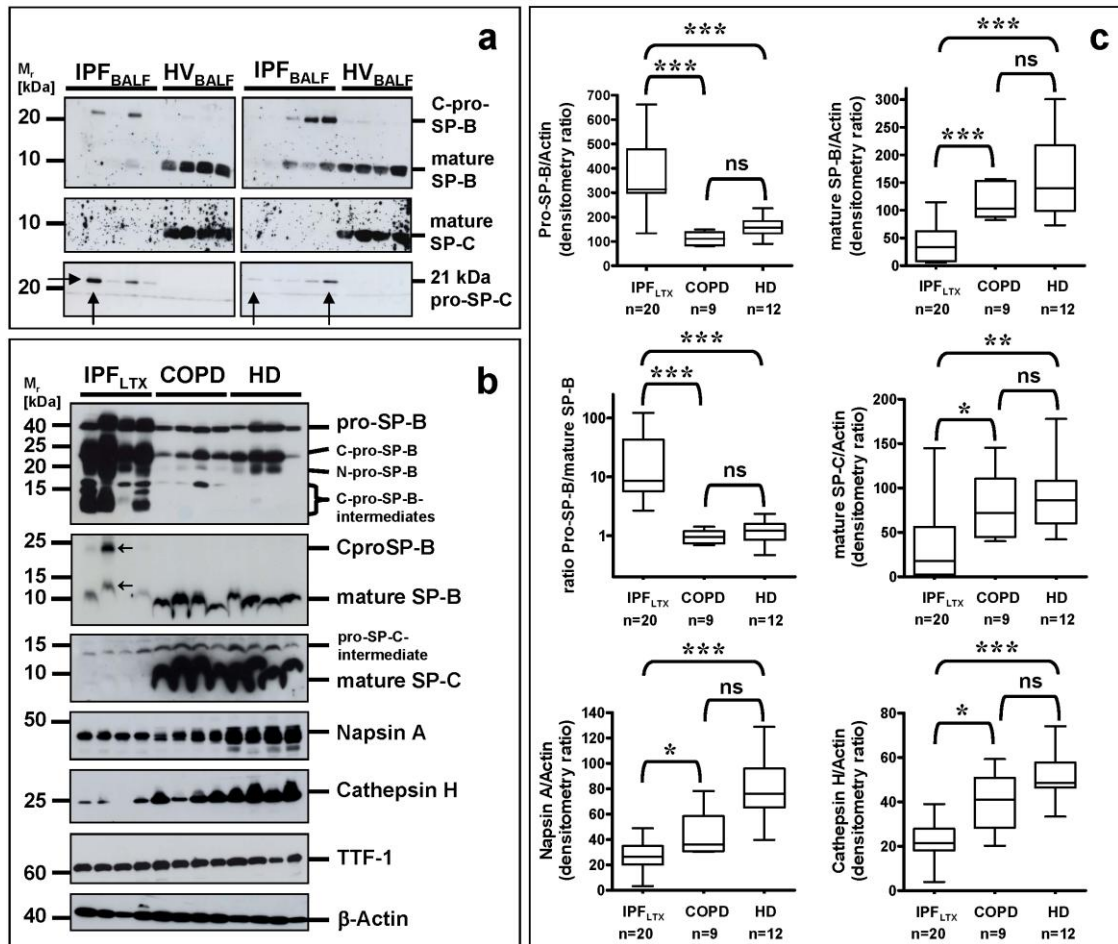 a
Mr
[kDa]
IPFBALF HVBALF IPFBALF HVBALF
20
C-pro-
SP-B
10
mature
SP-B
10
mature
SP-C
20
21 kDa
pro-SP-C
b
Mr
[kDa]
IPFLTX COPD HD
40
pro-SP-B
25
C-pro-SP-B
20
N-pro-SP-B
15
C-pro-SP-B-
intermediates
25
CproSP-B
15
10
mature SP-B
15
pro-SP-C-
intermediate
10
mature SP-C
50
Napsin A
25
Cathepsin H
60
TTF-1
40
β-Actin
c
***
***
ns
Pro-SP-B/Actin
(densitometry ratio)
700
600
500
400
300
200
100
0
IPFLTX COPD HD
n=20 n=9 n=12
***
ns
***
mature SP-B/Actin
(densitometry ratio)
300
250
200
150
100
50
0
IPFLTX COPD HD
n=20 n=9 n=12
***
***
ns
ratio Pro-SP-B/mature SP-B
100
10
1
IPFLTX COPD HD
n=20 n=9 n=12
**
ns
*
mature SP-C/Actin
(densitometry ratio)
200
150
100
50
0
IPFLTX COPD HD
n=20 n=9 n=12
***
ns
*
Napsin A/Actin
(densitometry ratio)
140
120
100
80
60
40
20
0
IPFLTX COPD HD
n=20 n=9 n=12
***
ns
*
Cathepsin H/Actin
(densitometry ratio)
80
60
40
20
0
IPFLTX COPD HD
n=20 n=9 n=12